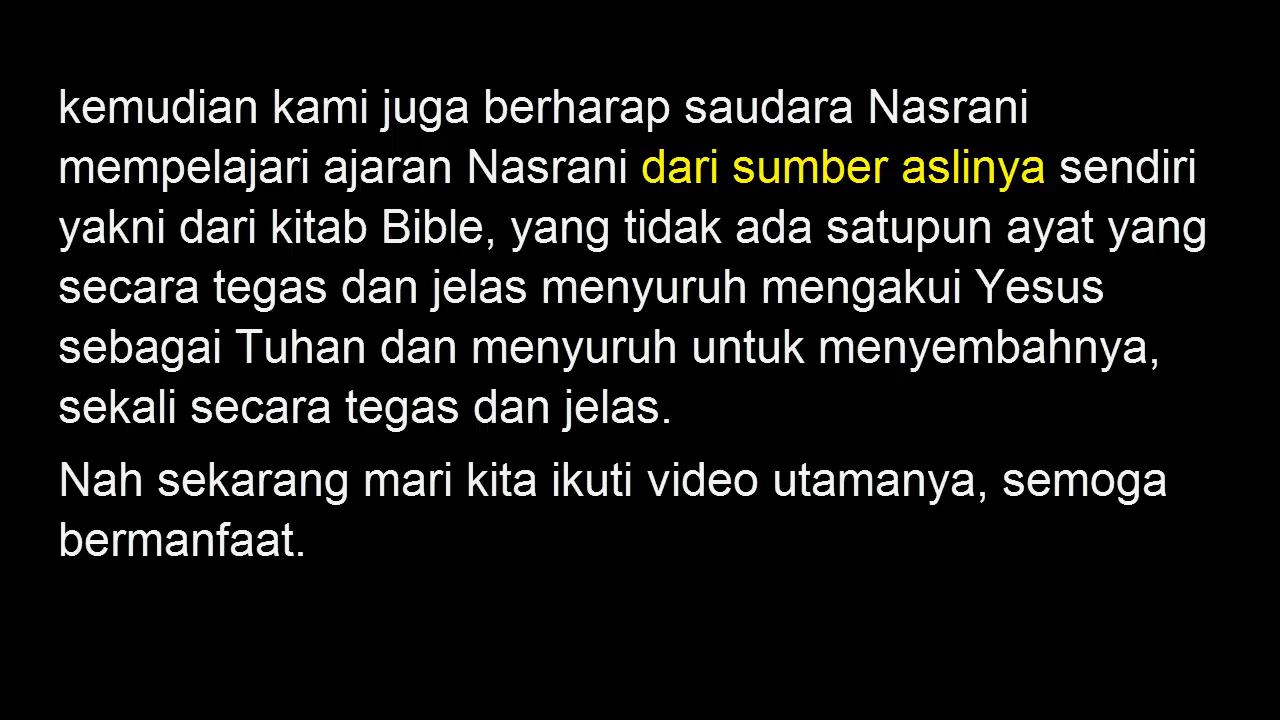 kemudian kami juga berharap saudara Nasrani
mempelajari ajaran Nasrani dari sumber aslinya sendiri
yakni dari kitab Bible, yang tidak ada satupun ayat yang
secara tegas dan jelas menyuruh mengakui Yesus
sebagai Tuhan dan menyuruh untuk menyembahnya,
sekali secara tegas dan jelas.
Nah sekarang mari kita ikuti video utamanya, semoga
bermanfaat.